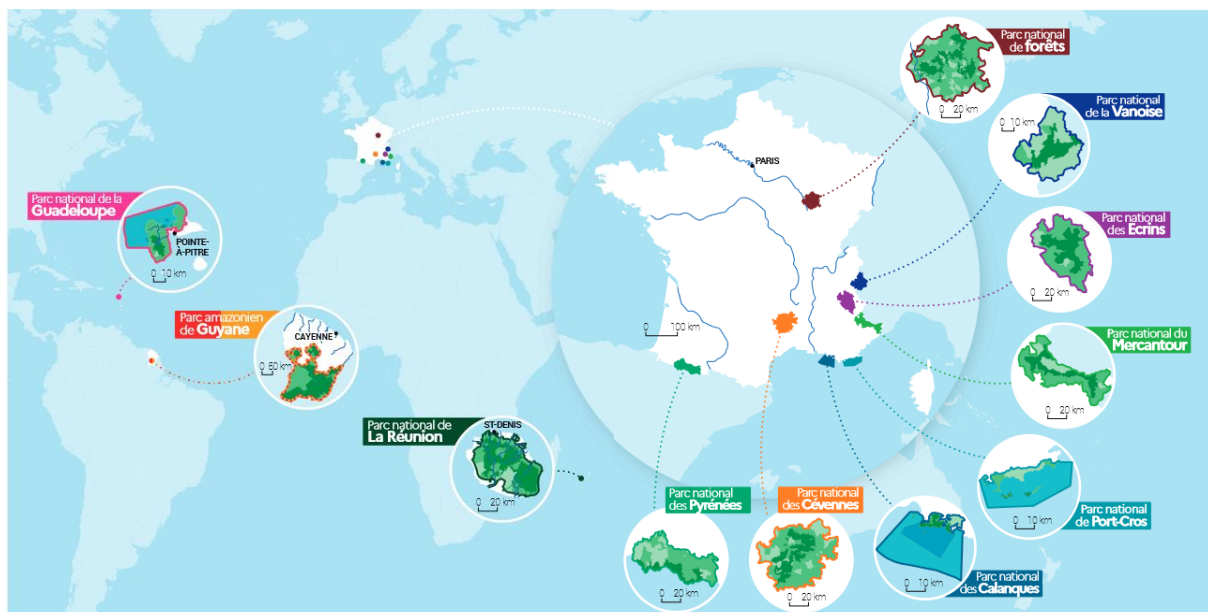 Parc national
de forêts
0 20 km
Parc national
de la Vanoise
0 10 km
PARIS
Parc national de la
Guadeloupe
POINTE-
À-PITRE
0 10 km
Parc national
des Ecrins
0 20 km
Parc amazonien
de Guyane
CAYENNE
0 50 km
0 100 km
Parc national du
Mercantour
0 20 km
Parc national de
La Réunion
ST-DENIS
0 20 km
Parc national
des Pyrénées
0 20 km
Parc national
des Cévennes
0 20 km
Parc national
de Port-Cros
0 10 km
Parc national
des Calanques
0 10 km